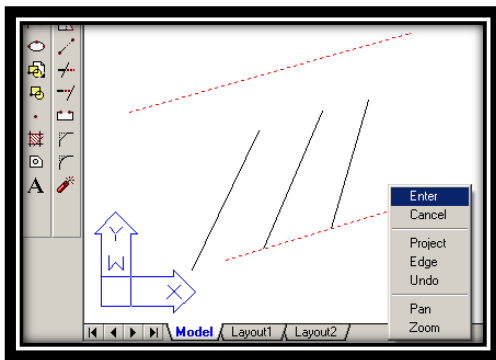 A
Y
W
X
Enter
Cancel
Project
Edge
Undo
Pan
Zoom
Model Layout1 Layout2